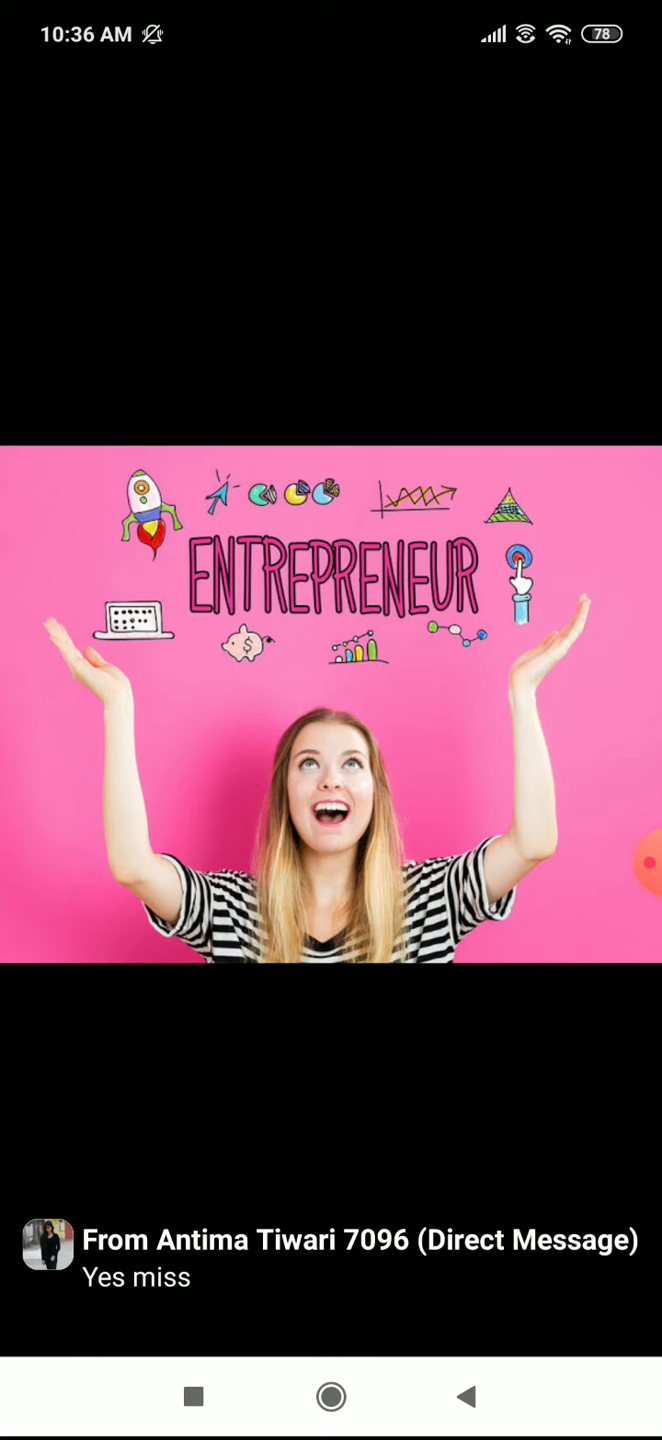 10:36 AM
78
ENTREPRENEUR
$
From Antima Tiwari 7096 (Direct Message)
Yes miss